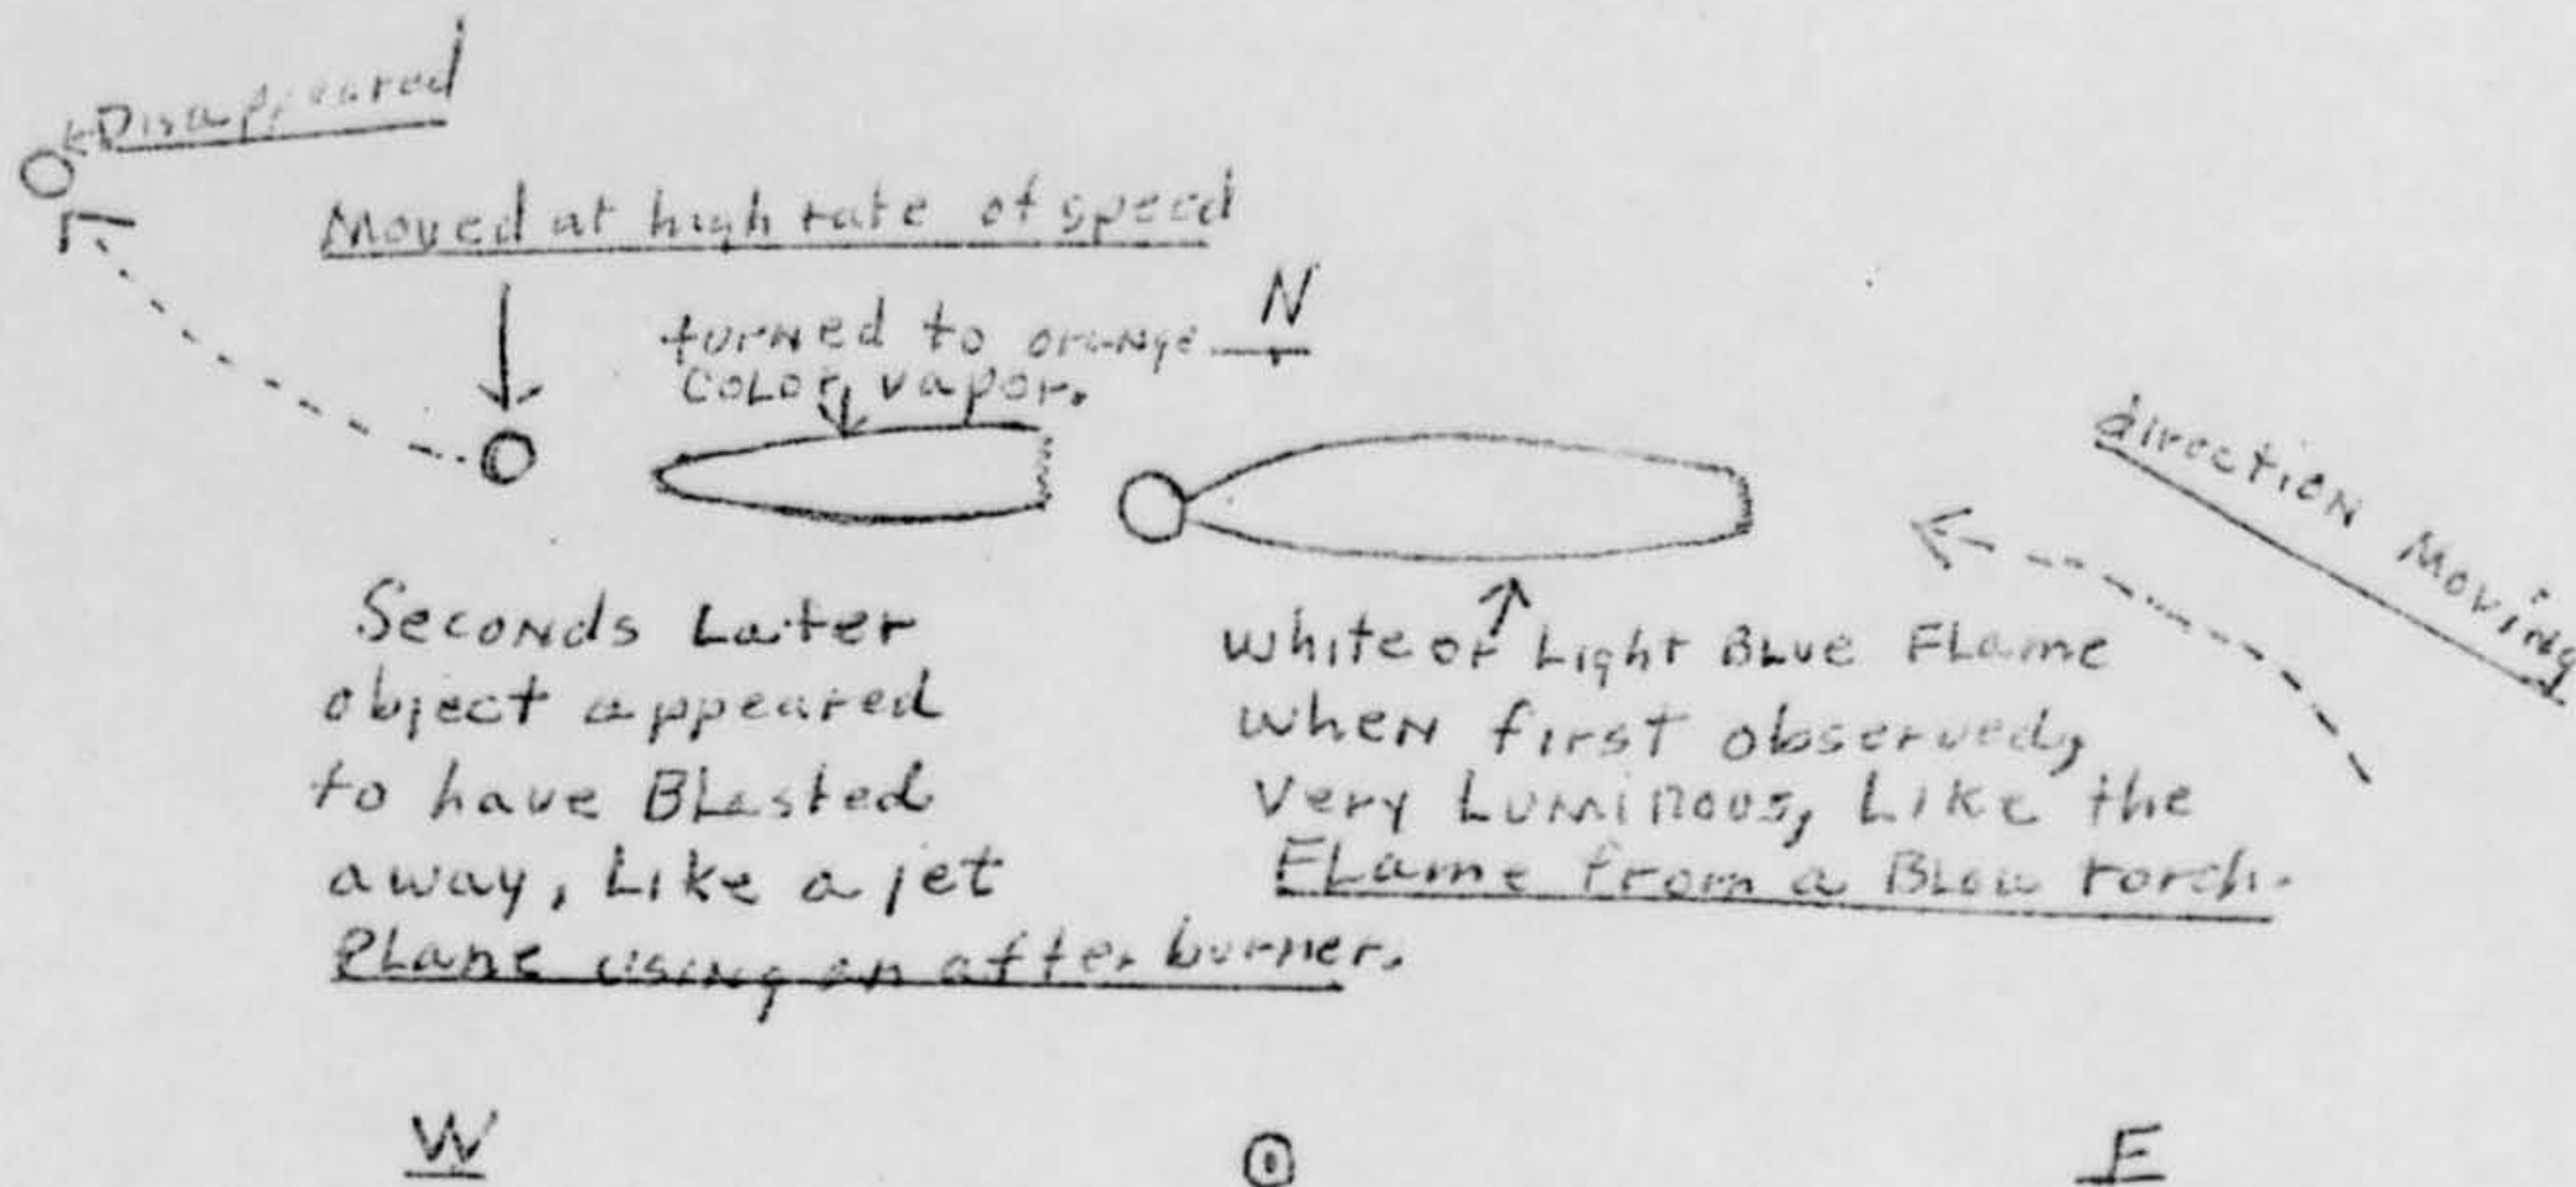 Disappeared
Moved at high rate of speed
N
turned to orange
color vapor.
direction Moving
Seconds Later
object appeared
to have Blasted
away, Like a jet
Plane using an after burner.
white or Light Blue Flame
when first observed,
very Luminous, Like the
Flame from a Blow torch.
W
E